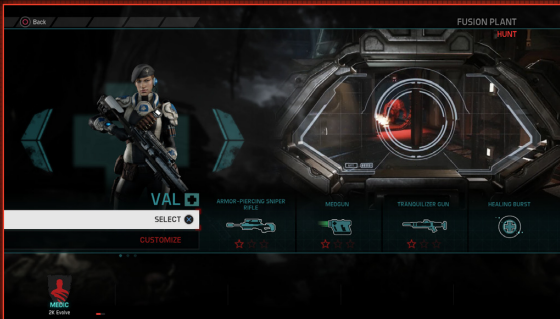 Back
FUSION PLANT
HUNT
VAL
SELECT
CUSTOMIZE
ARMOR-PIERCING SNIPER
RIFLE
MEDGUN
TRANQUILIZER GUN
HEALING BURST
MEDIC
2K Evolve